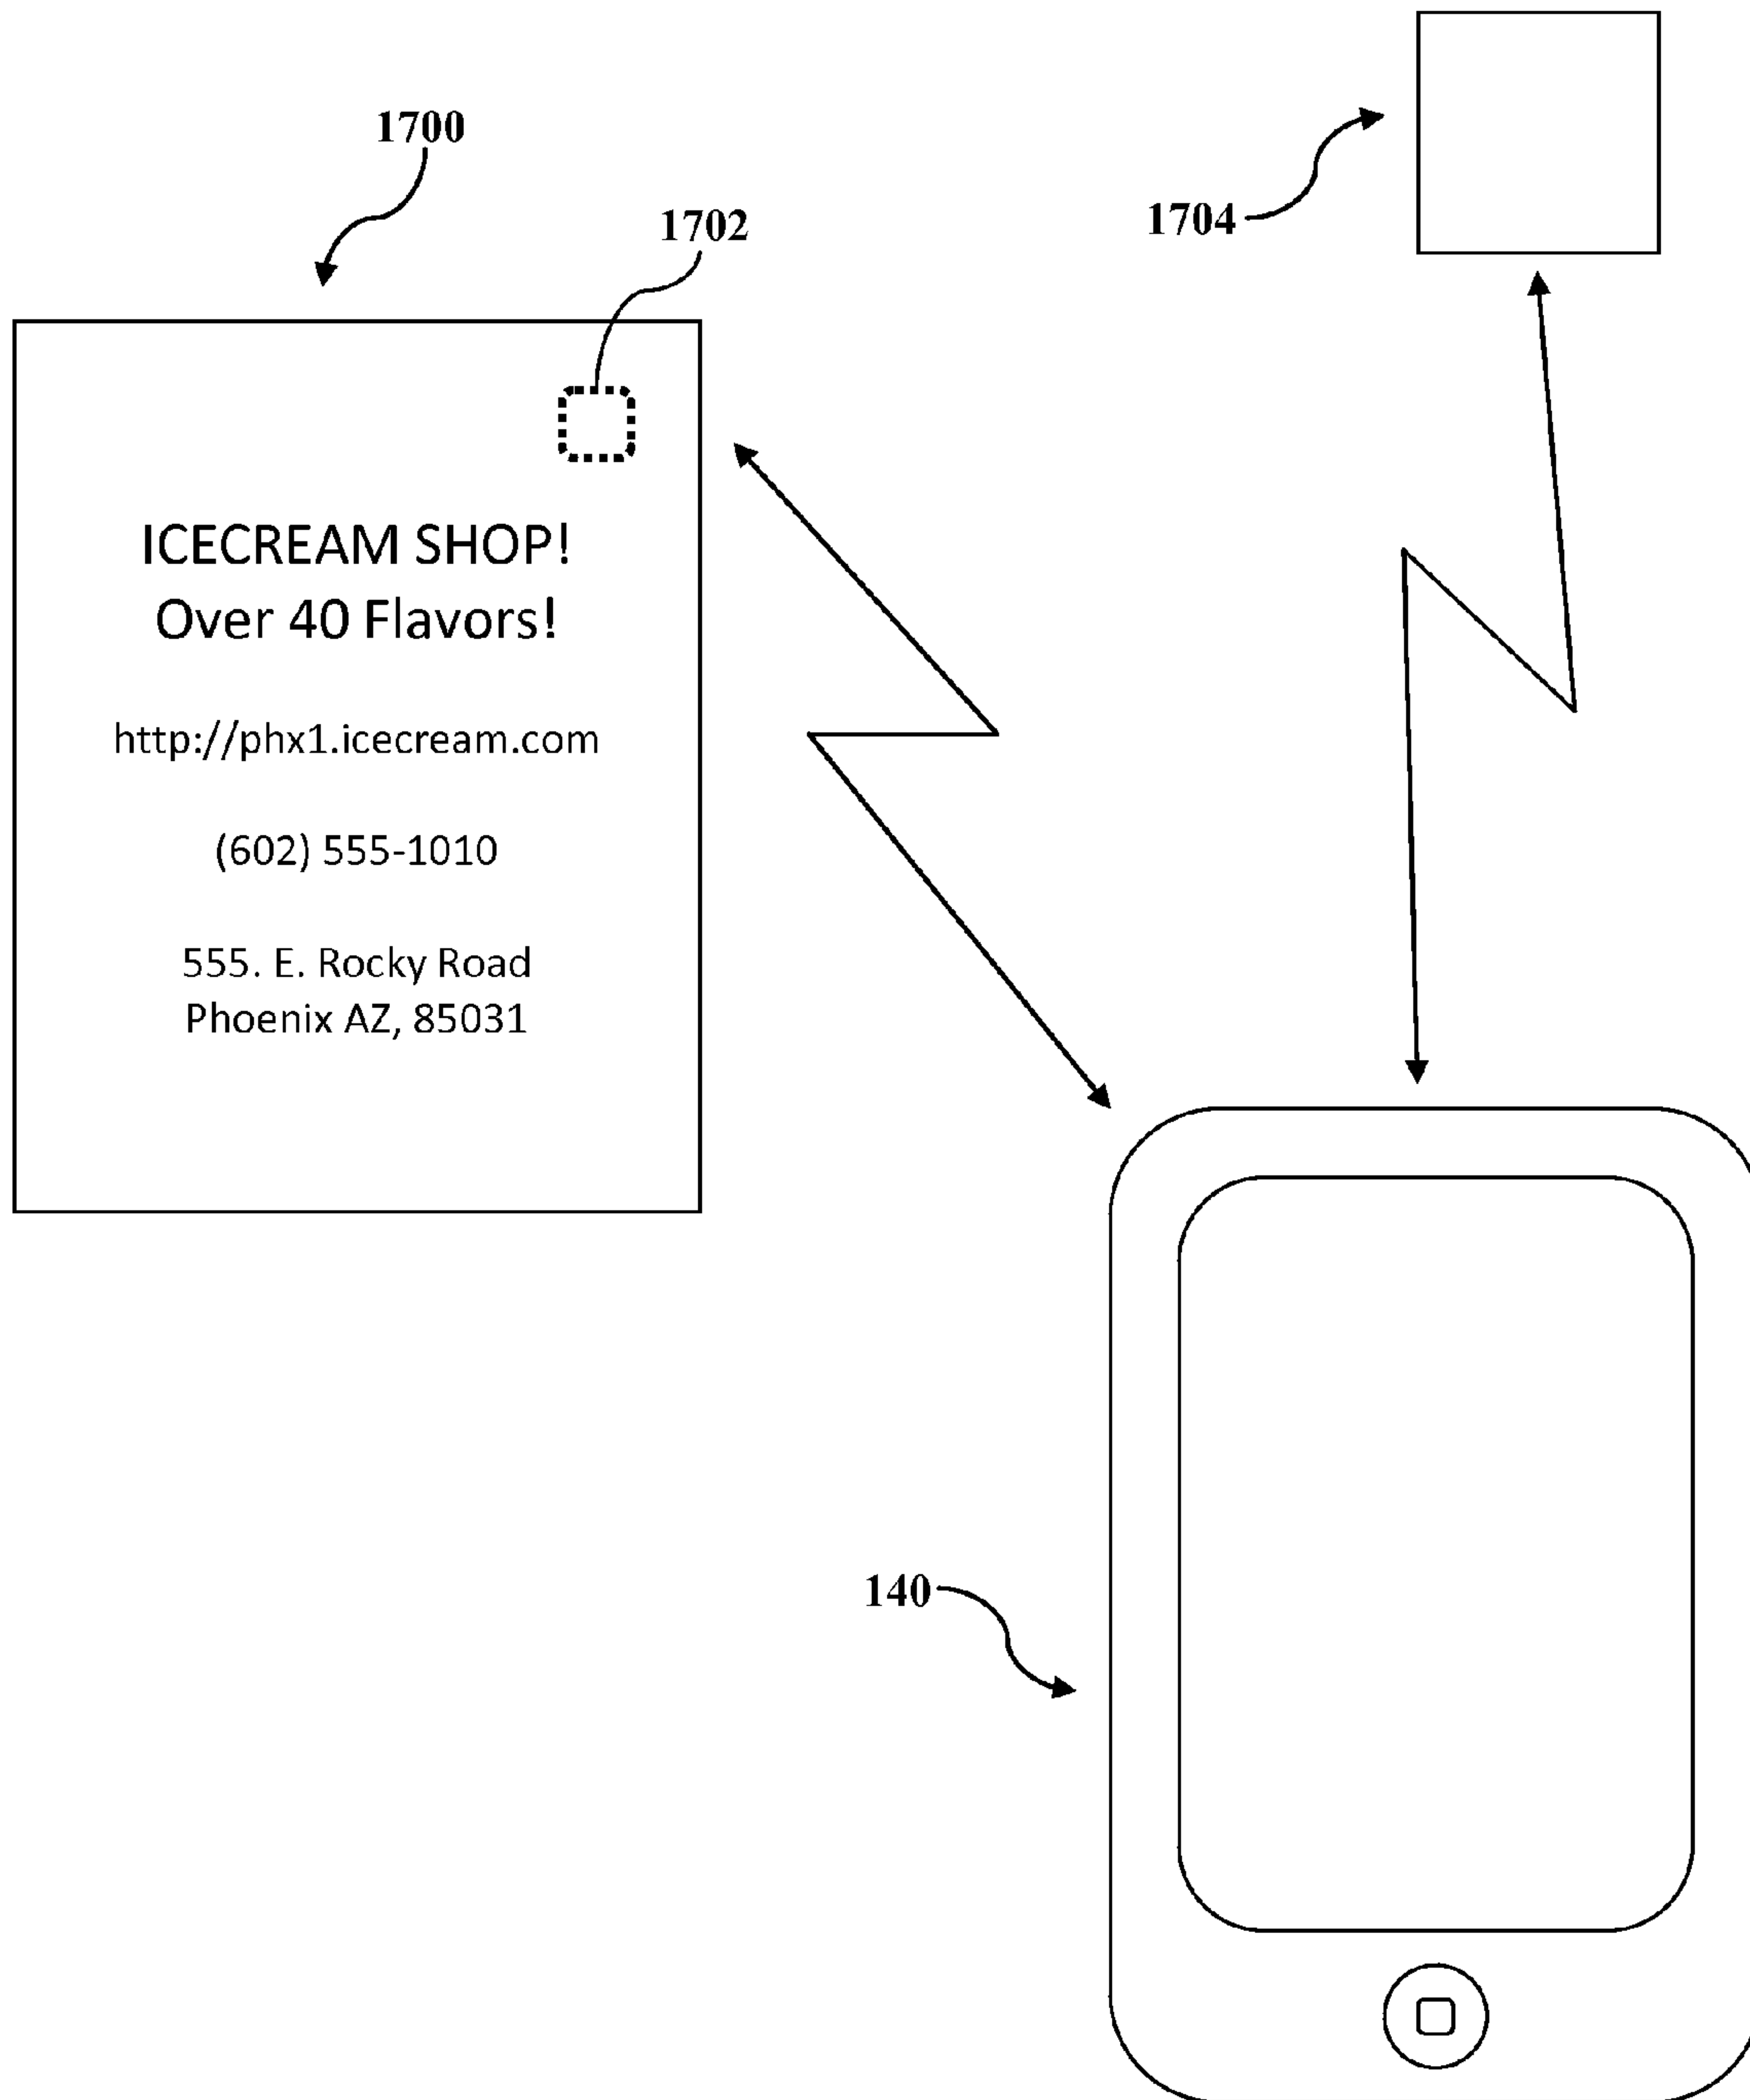 1700
1702
1704
ICECREAM SHOP!
Over 40 Flavors!
http://phx1.icecream.com
(602) 555-1010
555. E. Rocky Road
Phoenix AZ, 85031
140